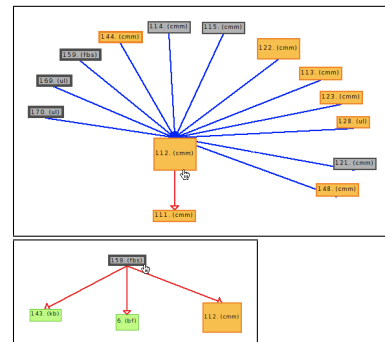 114. (cmm)
115. (cmm)
144. (cmm)
122. (cmm)
159. (fbs)
113. (cmm)
169. (ul)
123. (cmm)
170. (ul)
128. (ul)
112. (cmm)
121. (cmm)
148. (cmm)
111. (cmm)
159. (fbs)
143. (kb)
6. (bf)
112. (cmm)